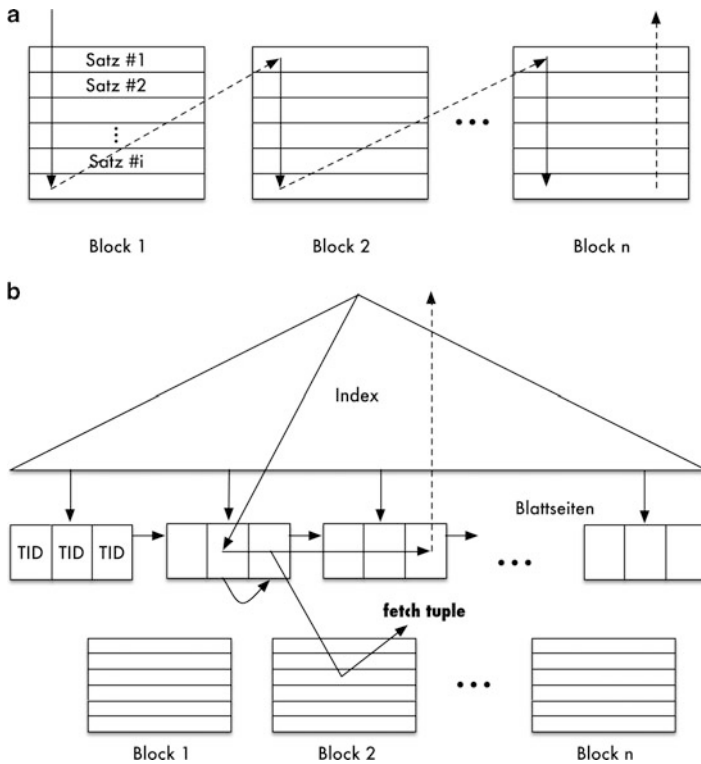 a
Satz #1
Satz #2
⋮
Satz #i
•••
Block 1
Block 2
Block n
b
Index
Blattseiten
TID TID TID
•••
fetch tuple
•••
Block 1
Block 2
Block n